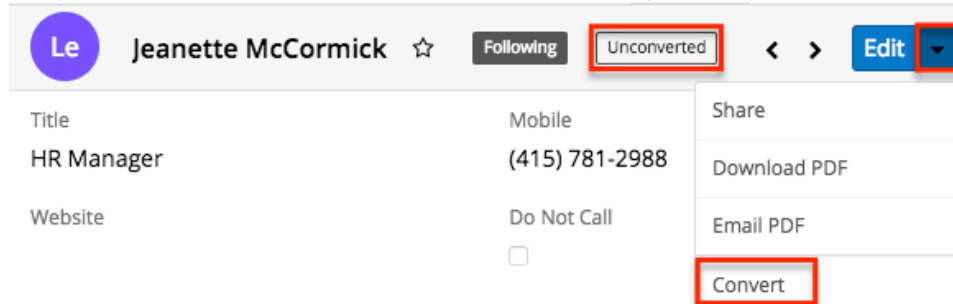 Le Jeanette McCormick Following Unconverted Edit
Title Mobile Share
HR Manager (415) 781-2988 Download PDF
Website Do Not Call Email PDF
Convert